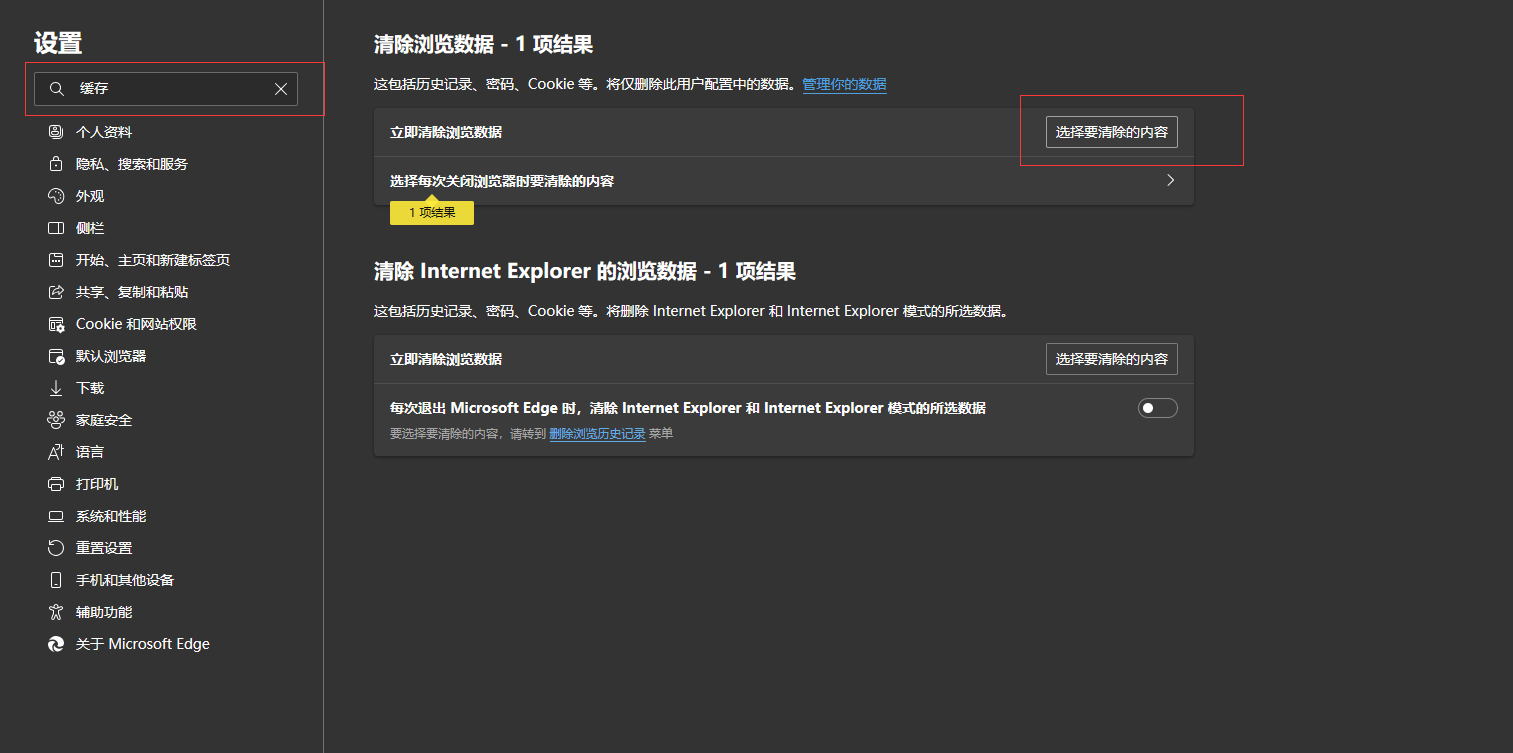 设置
缓存
个人资料
隐私、搜索和服务
外观
侧栏
开始、主页和新建标签页
共享、复制和粘贴
Cookie 和网站权限
默认浏览器
下载
家庭安全
语言
打印机
系统和性能
重置设置
手机和其他设备
辅助功能
关于 Microsoft Edge
清除浏览数据 - 1 项结果
这包括历史记录、密码、Cookie 等。将仅删除此用户配置中的数据。管理你的数据
立即清除浏览数据
选择要清除的内容
选择每次关闭浏览器时要清除的内容
1 项结果
清除 Internet Explorer 的浏览数据 - 1 项结果
这包括历史记录、密码、Cookie 等。将删除 Internet Explorer 和 Internet Explorer 模式的所选数据。
立即清除浏览数据
选择要清除的内容
每次退出 Microsoft Edge 时，清除 Internet Explorer 和 Internet Explorer 模式的所选数据
要选择要清除的内容，请转到 删除浏览历史记录 菜单